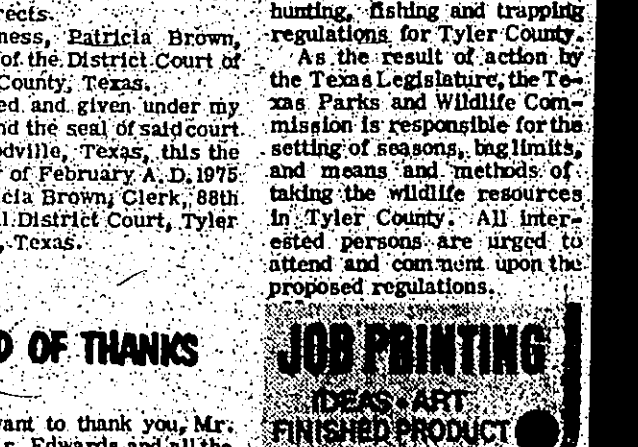 rects.
ness, Patricia Brown,
of the District Court of
County, Texas.
ed and given under my
nd the seal of said court
dville, Texas, this the
of February A.D. 1975
cia Brown, Clerk, 88th
l District Court, Tyler
, Texas.
D OF THANKS
ant to thank you, Mr.
r. Edwards and all the
hunting, fishing and trapping
regulations for Tyler County.
As the result of action by
the Texas Legislature, the Te-
xas Parks and Wildlife Com-
mission is responsible for the
setting of seasons, bag limits,
and means and methods of
taking the wildlife resources
in Tyler County. All inter-
ested persons are urged to
attend and comment upon the
proposed regulations.
JOB PRINTING
IDEAS • ART
FINISHED PRODUCT